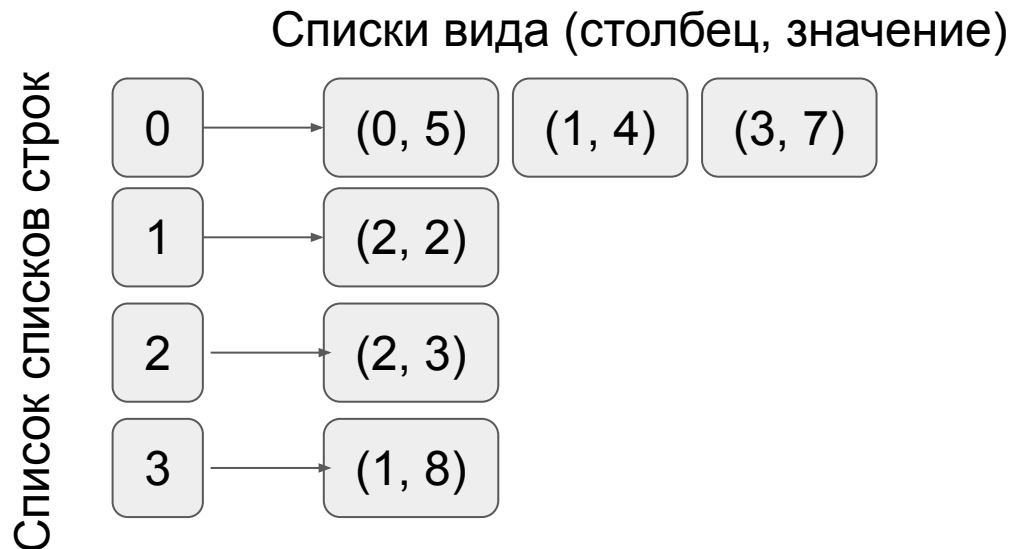 Списки вида (столбец, значение)
Список списков строк
0 (0, 5) (1, 4) (3, 7)
1 (2, 2)
2 (2, 3)
3 (1, 8)